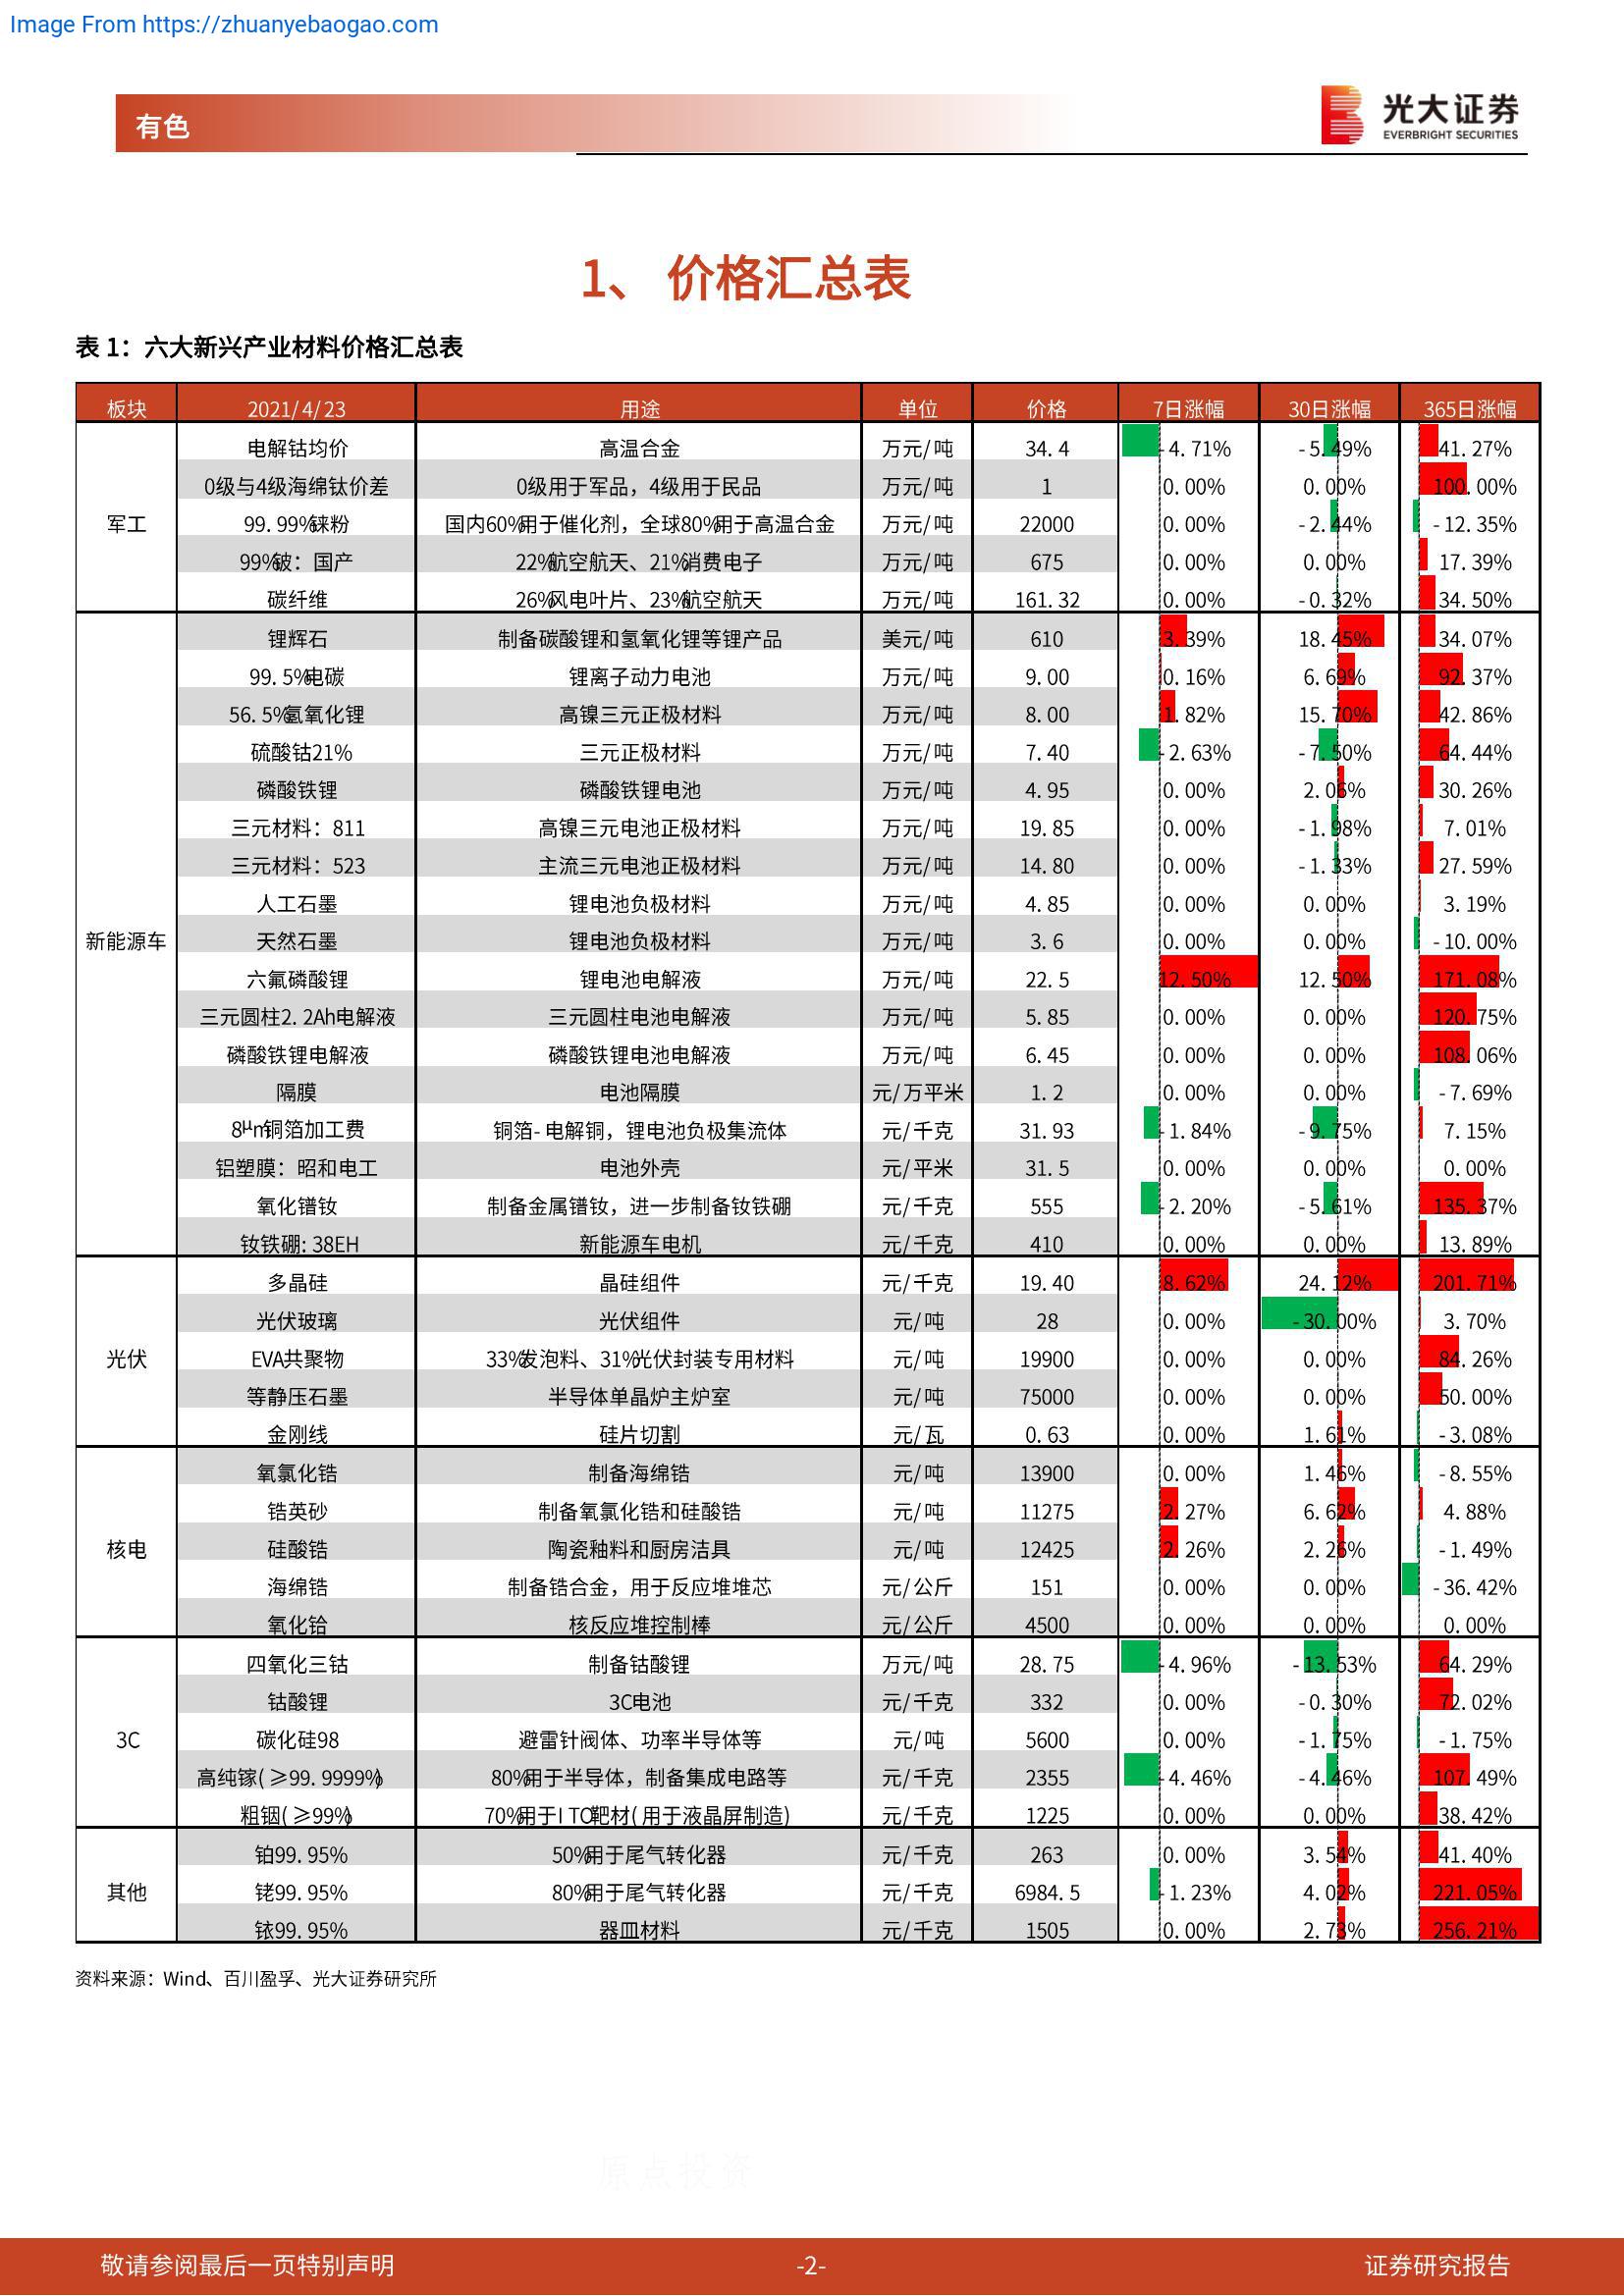 Image From https://zhuanyebaogao.com
有色
光大证券
EVERBRIGHT SECURITIES
1、 价格汇总表
表 1：六大新兴产业材料价格汇总表
板块 2021/4/23 用途 单位 价格 7日涨幅 30日涨幅 365日涨幅
军工
电解钴均价 高温合金 万元/吨 34.4 -4.71% -5.49% 41.27%
0级与4级海绵钛价差 0级用于军品，4级用于民品 万元/吨 1 0.00% 0.00% 100.00%
99.99%铼粉 国内60%用于催化剂，全球80%用于高温合金 万元/吨 22000 0.00% -2.44% -12.35%
99%铍：国产 22%航空航天、21%消费电子 万元/吨 675 0.00% 0.00% 17.39%
碳纤维 26%风电叶片、23%航空航天 万元/吨 161.32 0.00% -0.32% 34.50%
新能源车
锂辉石 制备碳酸锂和氢氧化锂等锂产品 美元/吨 610 3.39% 18.45% 34.07%
99.5%电碳 锂离子动力电池 万元/吨 9.00 0.16% 6.69% 92.37%
56.5%氢氧化锂 高镍三元正极材料 万元/吨 8.00 1.82% 15.70% 42.86%
硫酸钴21% 三元正极材料 万元/吨 7.40 -2.63% -7.50% 64.44%
磷酸铁锂 磷酸铁锂电池 万元/吨 4.95 0.00% 2.06% 30.26%
三元材料：811 高镍三元电池正极材料 万元/吨 19.85 0.00% -1.98% 7.01%
三元材料：523 主流三元电池正极材料 万元/吨 14.80 0.00% -1.33% 27.59%
人工石墨 锂电池负极材料 万元/吨 4.85 0.00% 0.00% 3.19%
天然石墨 锂电池负极材料 万元/吨 3.6 0.00% 0.00% -10.00%
六氟磷酸锂 锂电池电解液 万元/吨 22.5 12.50% 12.50% 171.08%
三元圆柱2.2Ah电解液 三元圆柱电池电解液 万元/吨 5.85 0.00% 0.00% 120.75%
磷酸铁锂电解液 磷酸铁锂电池电解液 万元/吨 6.45 0.00% 0.00% 108.06%
隔膜 电池隔膜 元/万平米 1.2 0.00% 0.00% -7.69%
8μm铜箔加工费 铜箔-电解铜，锂电池负极集流体 元/千克 31.93 -1.84% -9.75% 7.15%
铝塑膜：昭和电工 电池外壳 元/平米 31.5 0.00% 0.00% 0.00%
氧化镨钕 制备金属镨钕，进一步制备钕铁硼 元/千克 555 -2.20% -5.61% 135.37%
钕铁硼:38EH 新能源车电机 元/千克 410 0.00% 0.00% 13.89%
光伏
多晶硅 晶硅组件 元/千克 19.40 8.62% 24.12% 201.71%
光伏玻璃 光伏组件 元/吨 28 0.00% -30.00% 3.70%
EVA共聚物 33%发泡料、31%光伏封装专用材料 元/吨 19900 0.00% 0.00% 84.26%
等静压石墨 半导体单晶炉主炉室 元/吨 75000 0.00% 0.00% 50.00%
金刚线 硅片切割 元/瓦 0.63 0.00% 1.61% -3.08%
核电
氧氯化锆 制备海绵锆 元/吨 13900 0.00% 1.46% -8.55%
锆英砂 制备氧氯化锆和硅酸锆 元/吨 11275 2.27% 6.62% 4.88%
硅酸锆 陶瓷釉料和厨房洁具 元/吨 12425 2.26% 2.26% -1.49%
海绵锆 制备锆合金，用于反应堆堆芯 元/公斤 151 0.00% 0.00% -36.42%
氧化铪 核反应堆控制棒 元/公斤 4500 0.00% 0.00% 0.00%
3C
四氧化三钴 制备钴酸锂 万元/吨 28.75 -4.96% -13.53% 64.29%
钴酸锂 3C电池 元/千克 332 0.00% -0.30% 72.02%
碳化硅98 避雷针阀体、功率半导体等 元/吨 5600 0.00% -1.75% -1.75%
高纯镓(≥99.9999%) 80%用于半导体，制备集成电路等 元/千克 2355 -4.46% -4.46% 107.49%
粗铟(≥99%) 70%用于ITO靶材(用于液晶屏制造) 元/千克 1225 0.00% 0.00% 38.42%
其他
铂99.95% 50%用于尾气转化器 元/千克 263 0.00% 3.54% 41.40%
铑99.95% 80%用于尾气转化器 元/千克 6984.5 -1.23% 4.02% 221.05%
铱99.95% 器皿材料 元/千克 1505 0.00% 2.73% 256.21%
资料来源：Wind、百川盈孚、光大证券研究所
原点投资
敬请参阅最后一页特别声明 -2- 证券研究报告